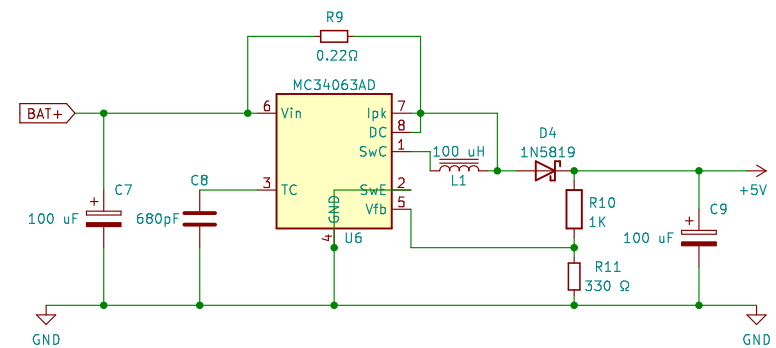 R9
0.22Ω
MC34063AD
BAT+
6
Vin
Ipk
7
DC
8
D4
SwC
1
100 uH
1N5819
L1
C8
3
TC
SwE
2
+5V
C7
R10
C9
GND
Vfb
5
100 uF
680pF
1K
4
U6
100 uF
R11
330 Ω
GND
GND